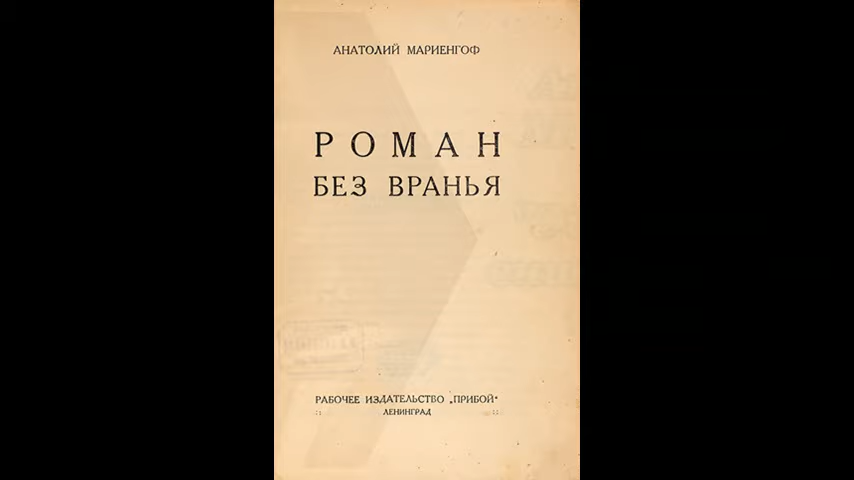 АНАТОЛИЙ МАРИЕНГОФ
РОМАН
БЕЗ ВРАНЬЯ
РАБОЧЕЕ ИЗДАТЕЛЬСТВО „ПРИБОЙ“
ЛЕНИНГРАД